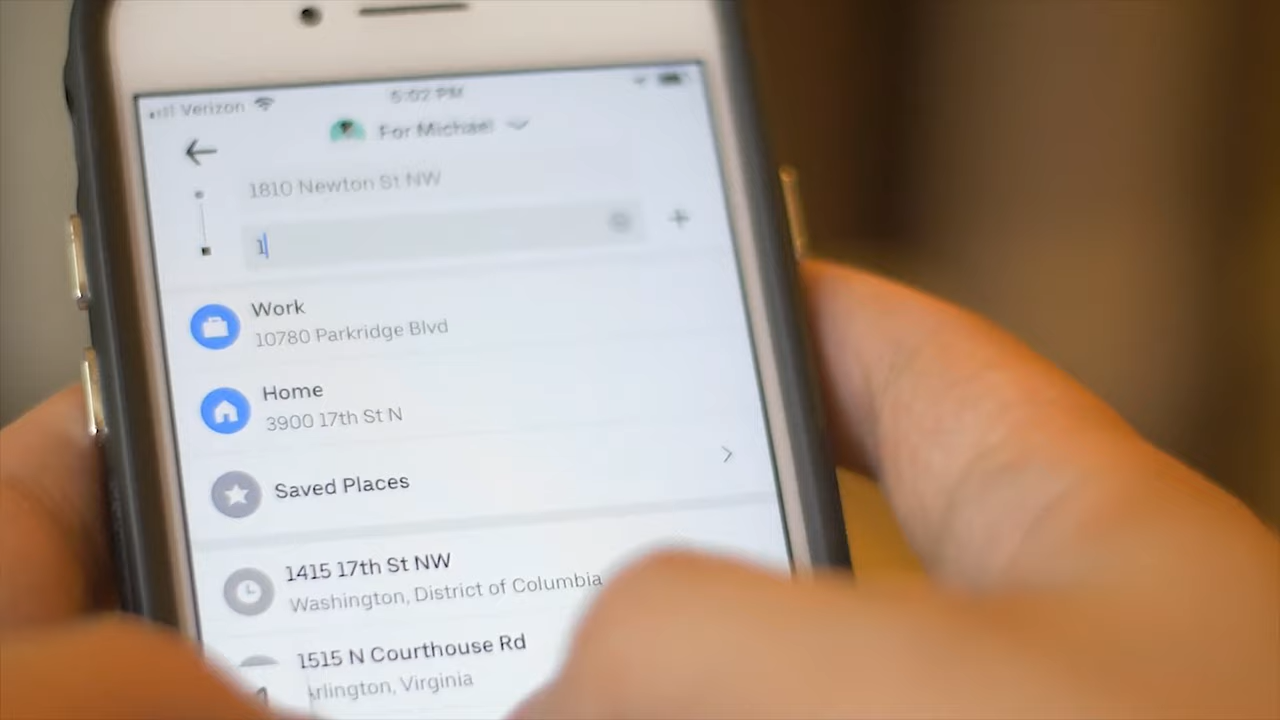 Verizon
5:02 PM
For Michael
1810 Newton St NW
1
Work
10780 Parkridge Blvd
Home
3900 17th St N
Saved Places
1415 17th St NW
Washington, District of Columbia
1515 N Courthouse Rd
Arlington, Virginia